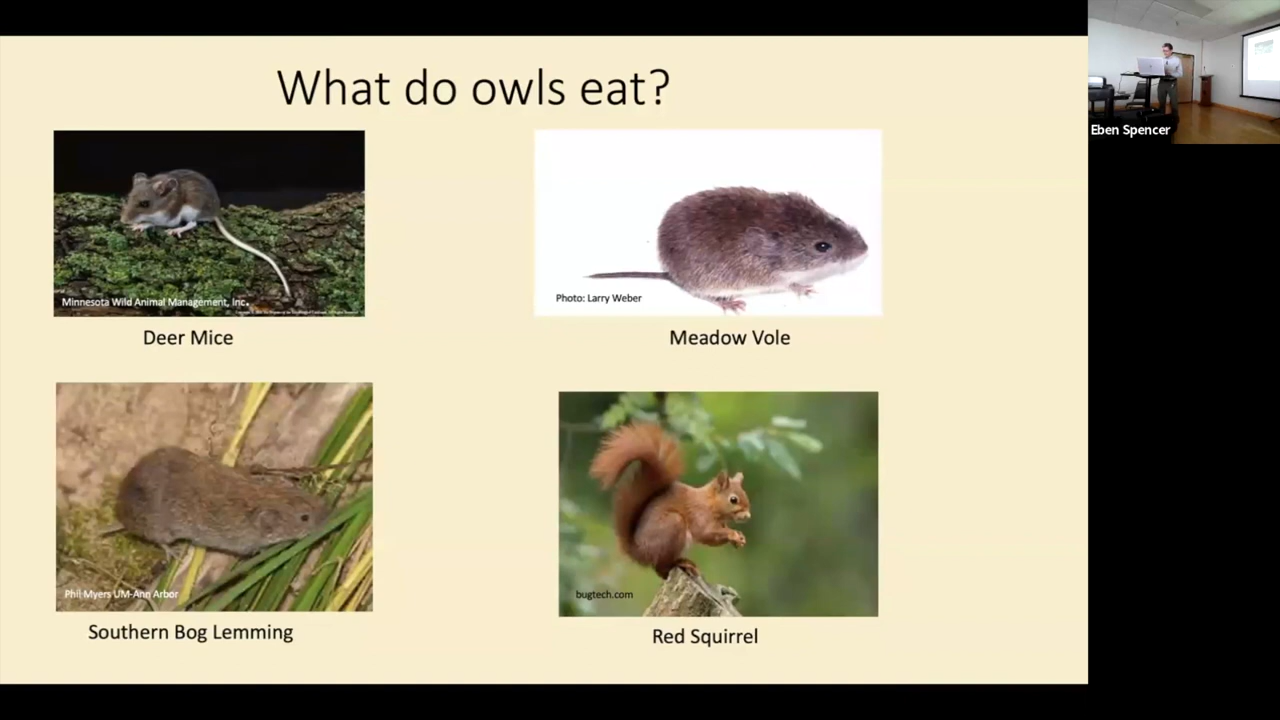 What do owls eat?
Eben Spencer
Minnesota Wild Animal Management, Inc.
Deer Mice
Photo: Larry Weber
Meadow Vole
Phil Myers UM-Ann Arbor
Southern Bog Lemming
bugtech.com
Red Squirrel